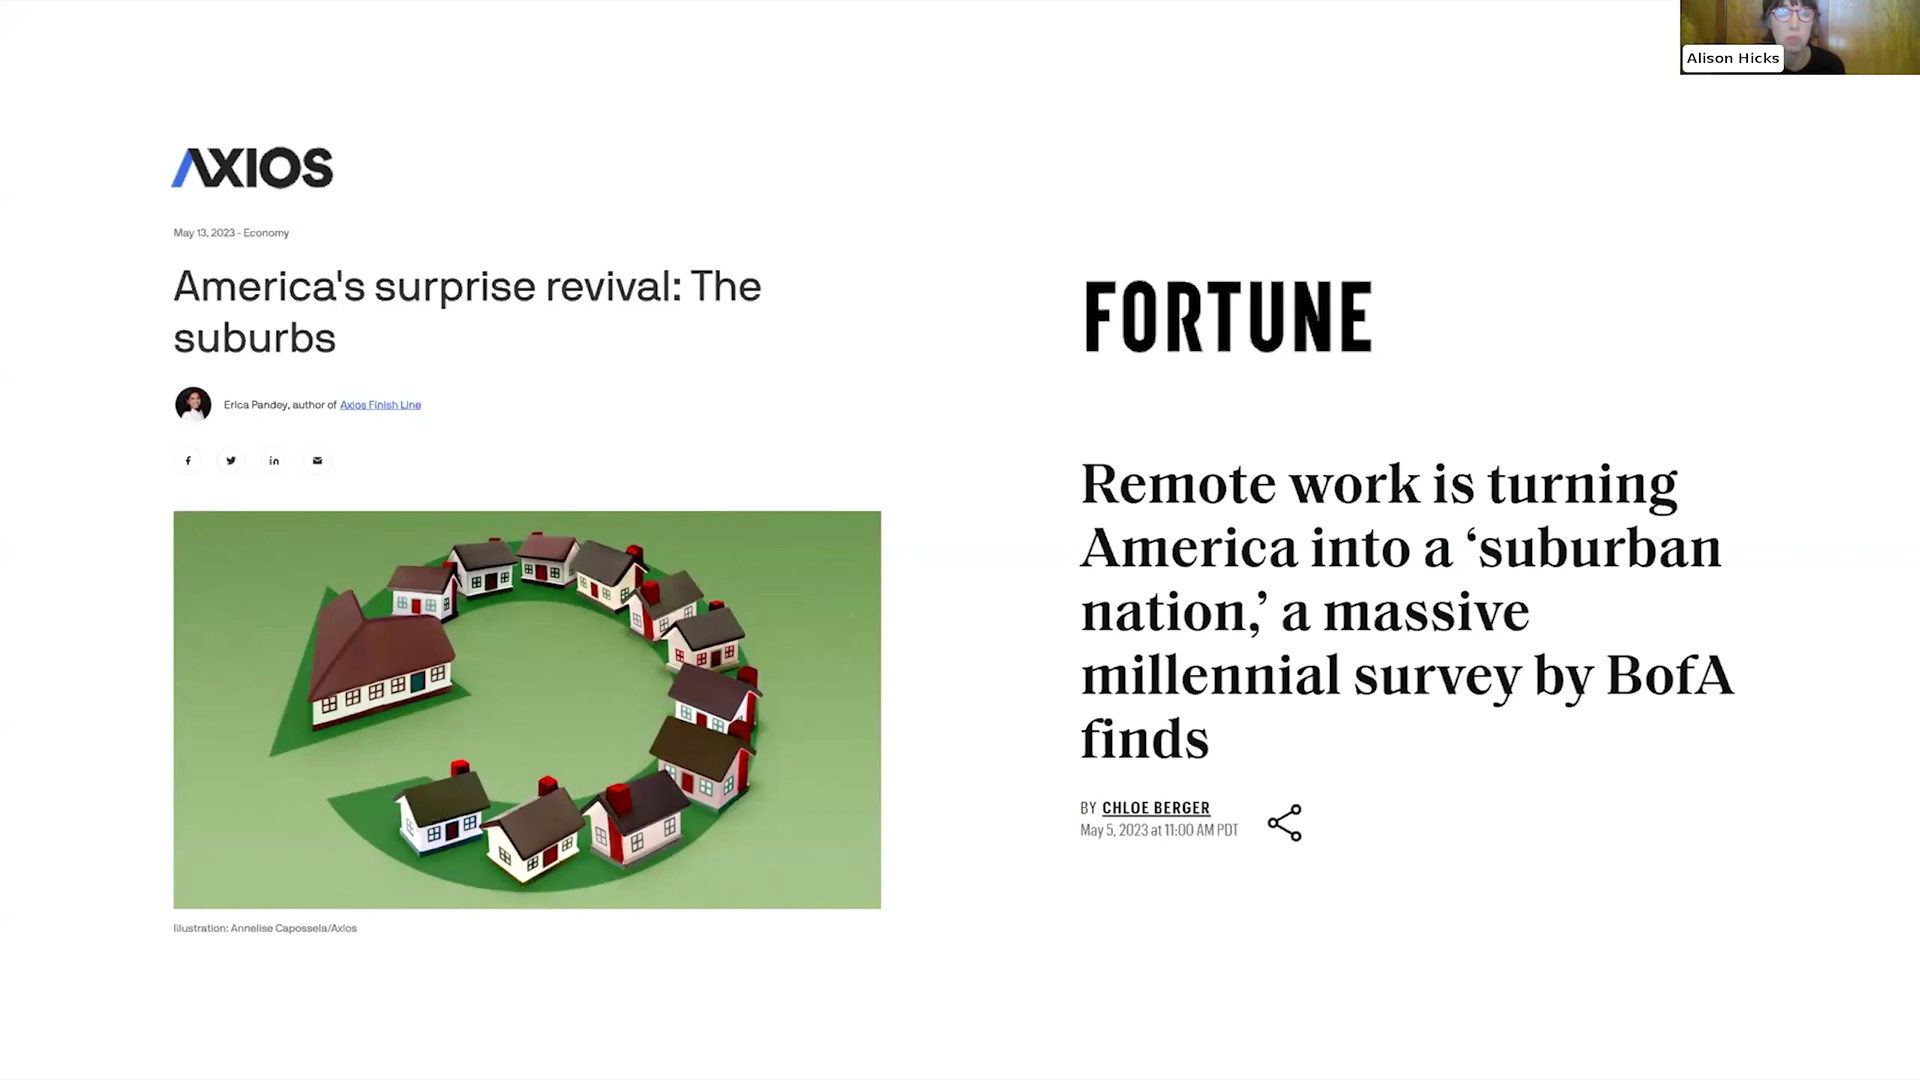 Alison Hicks
AXIOS
May 13, 2023 - Economy
America's surprise revival: The
suburbs
Erica Pandey, author of Axios Finish Line
Illustration: Annelise Capossela/Axios
FORTUNE
Remote work is turning
America into a ‘suburban
nation,’ a massive
millennial survey by BofA
finds
BY CHLOE BERGER
May 5, 2023 at 11:00 AM PDT